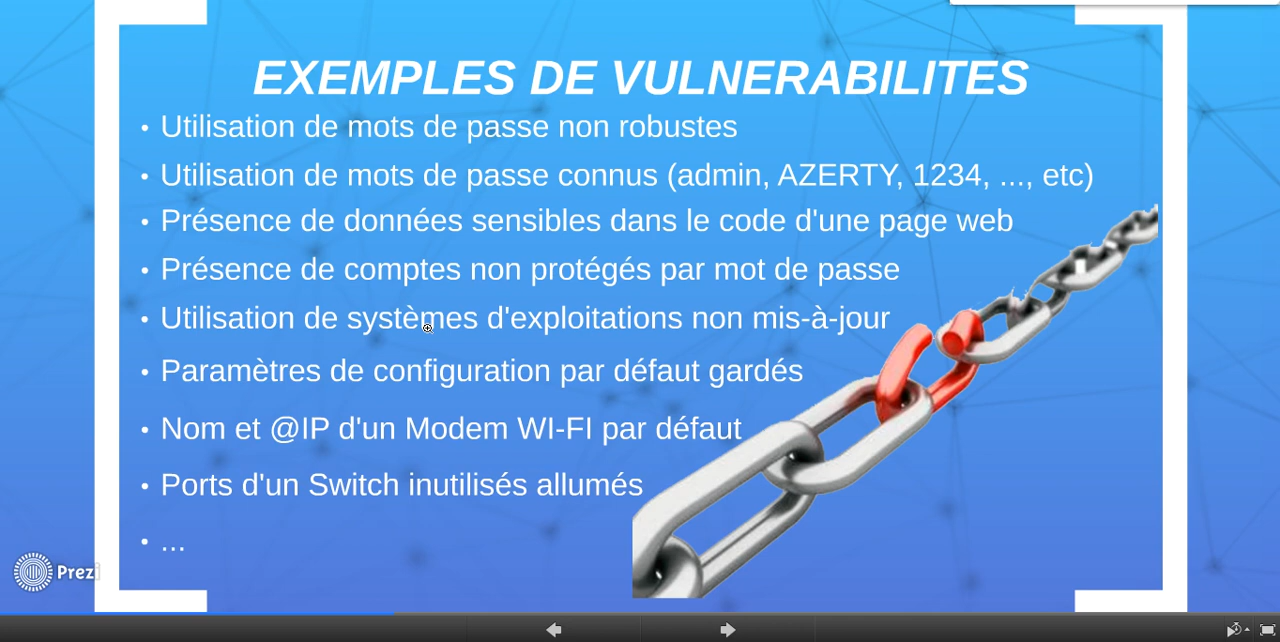 EXEMPLES DE VULNERABILITES
• Utilisation de mots de passe non robustes
• Utilisation de mots de passe connus (admin, AZERTY, 1234, ..., etc)
• Présence de données sensibles dans le code d'une page web
• Présence de comptes non protégés par mot de passe
• Utilisation de systèmes d'exploitations non mis-à-jour
• Paramètres de configuration par défaut gardés
• Nom et @IP d'un Modem WI-FI par défaut
• Ports d'un Switch inutilisés allumés
• ...
Prezi